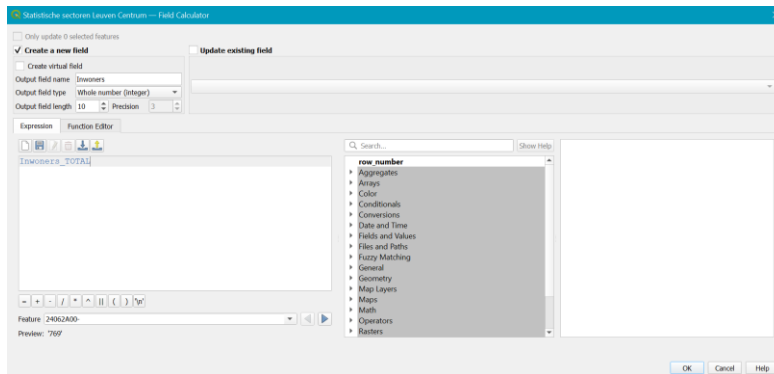 Statistische sectoren Leuven Centrum — Field Calculator
Only update 0 selected features
Create a new field
Update existing field
Create virtual field
Output field name Inwoners
Output field type Whole number (integer)
Output field length 10 Precision 3
Expression Function Editor
Search... Show Help
Inwoners_TOTAL
row_number
Aggregates
Arrays
Color
Conditionals
Conversions
Date and Time
Fields and Values
Files and Paths
Fuzzy Matching
General
Geometry
Map Layers
Maps
Math
Operators
Rasters
= + - / * ^ || ( ) '\n'
Feature 24062A00-
Preview: '769'
OK Cancel Help